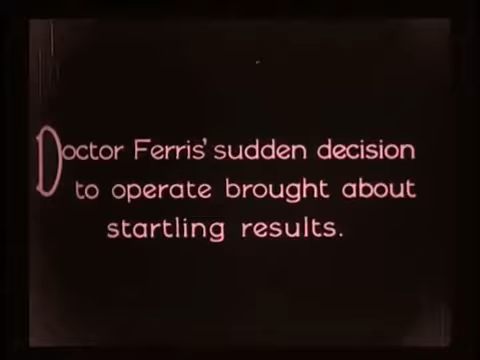 Doctor Ferris' sudden decision
to operate brought about
startling results.